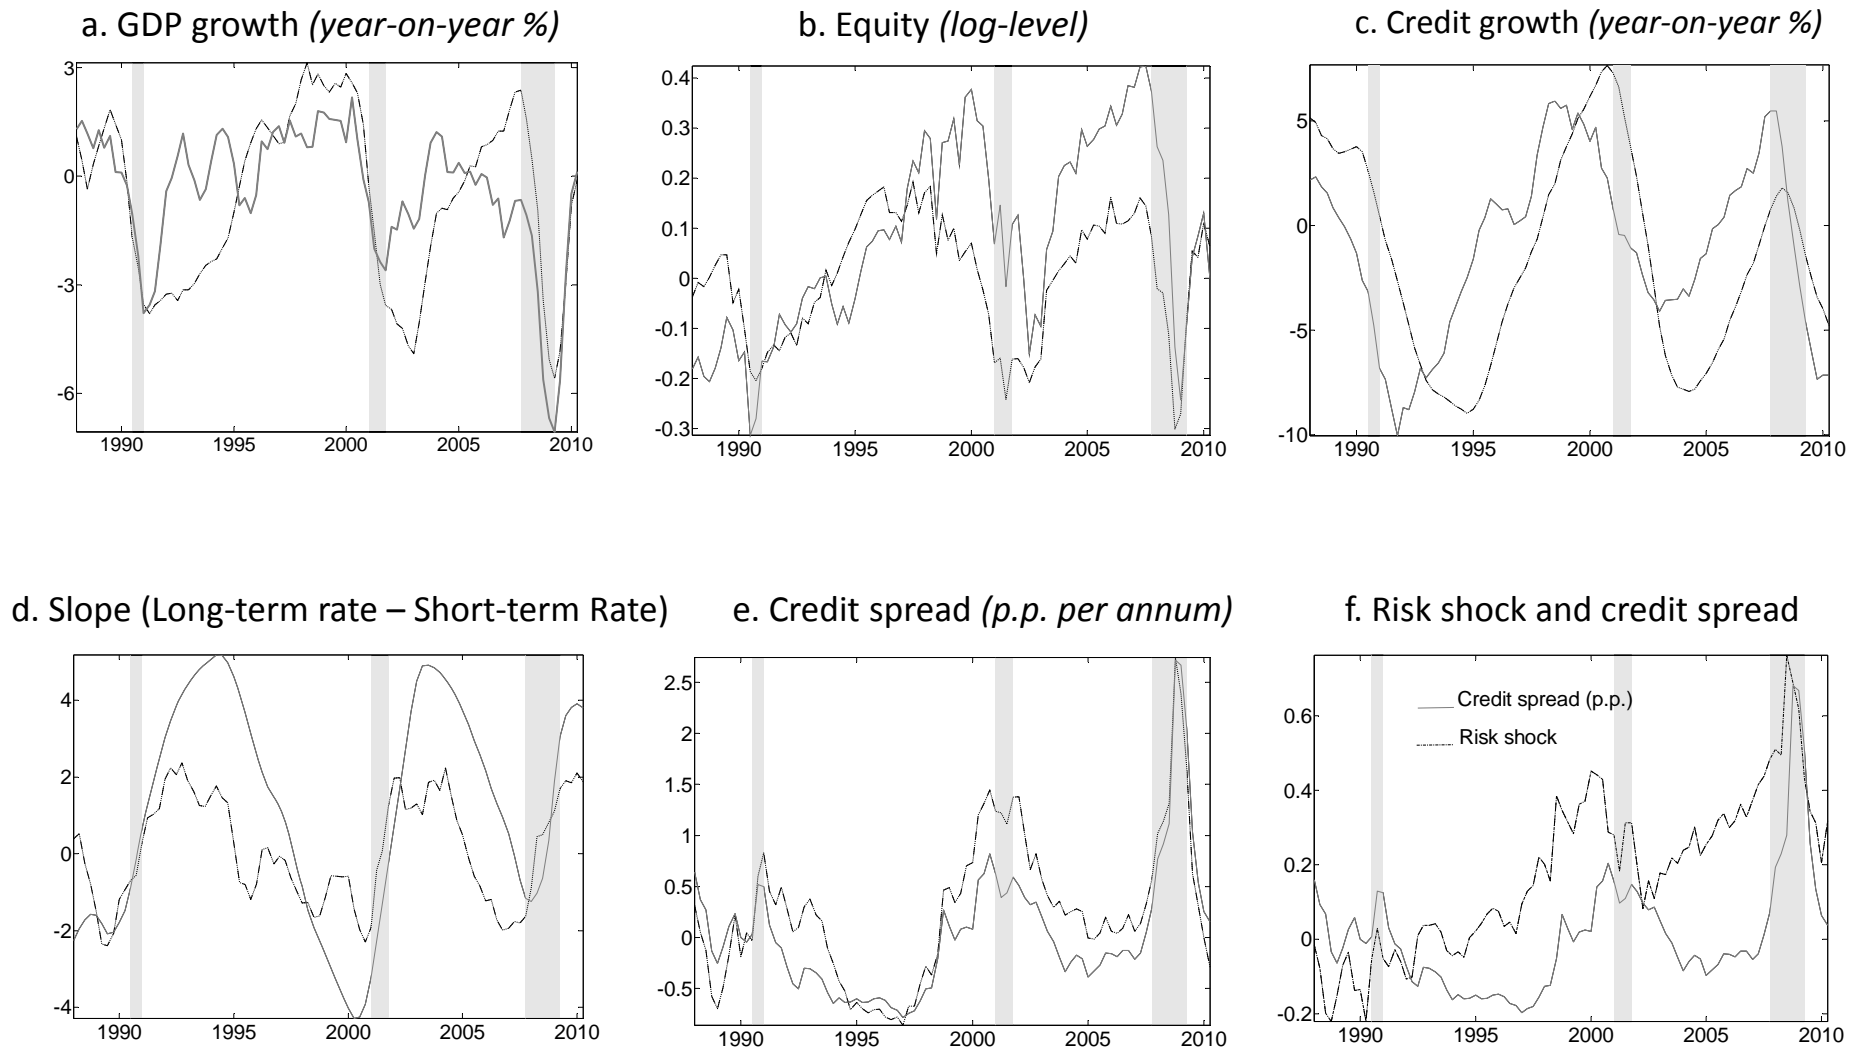 a. GDP growth (year-on-year %)
3
0
-3
-6
1990 1995 2000 2005 2010
b. Equity (log-level)
0.4
0.3
0.2
0.1
0
-0.1
-0.2
-0.3
1990 1995 2000 2005 2010
c. Credit growth (year-on-year %)
5
0
-5
-10
1990 1995 2000 2005 2010
d. Slope (Long-term rate – Short-term Rate)
4
2
0
-2
-4
1990 1995 2000 2005 2010
e. Credit spread (p.p. per annum)
2.5
2
1.5
1
0.5
0
-0.5
1990 1995 2000 2005 2010
f. Risk shock and credit spread
Credit spread (p.p.)
Risk shock
0.6
0.4
0.2
0
-0.2
1990 1995 2000 2005 2010